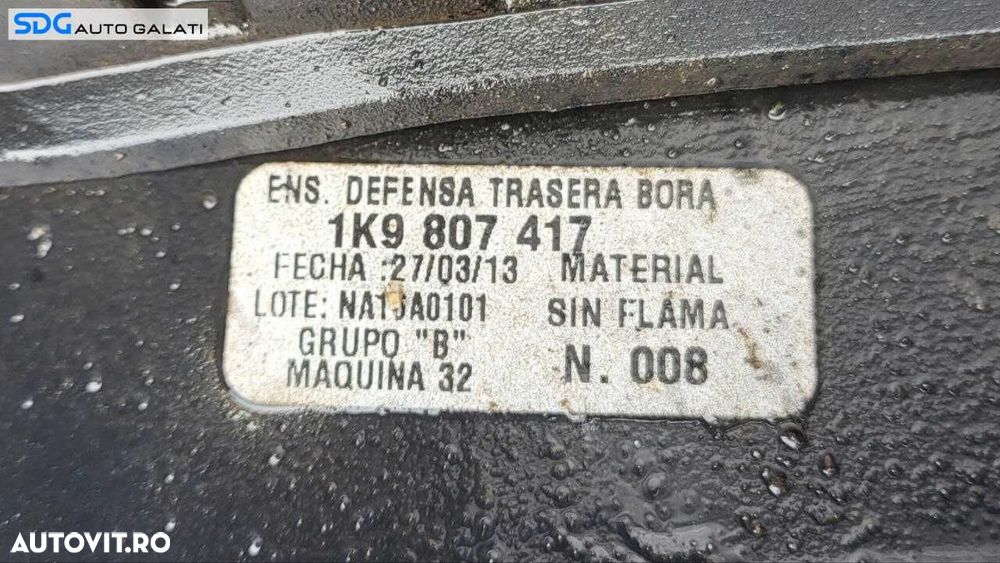 SDG AUTO GALATI
ENS. DEFENSA TRASERA BORA
1K9 807 417
FECHA :27/03/13 MATERIAL
LOTE: SIN FLAMA
GRUPO "B"
MAQUINA 32 N. 008
AUTOVIT.RO